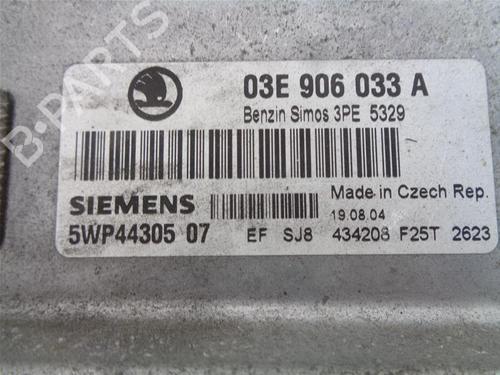 B-PARTS
03E 906 033 A
Benzin Simos 3PE 5329
SIEMENS
Made in Czech Rep.
19.08.04
5WP44305 07
EF SJ8 434208 F25T 2623